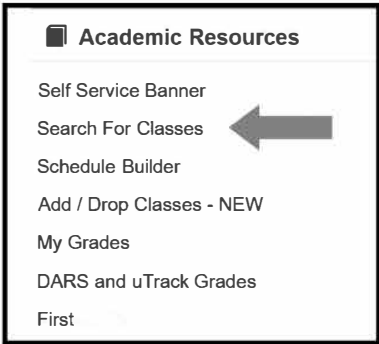 Academic Resources
Self Service Banner
Search For Classes
Schedule Builder
Add / Drop Classes - NEW
My Grades
DARS and uTrack Grades
First